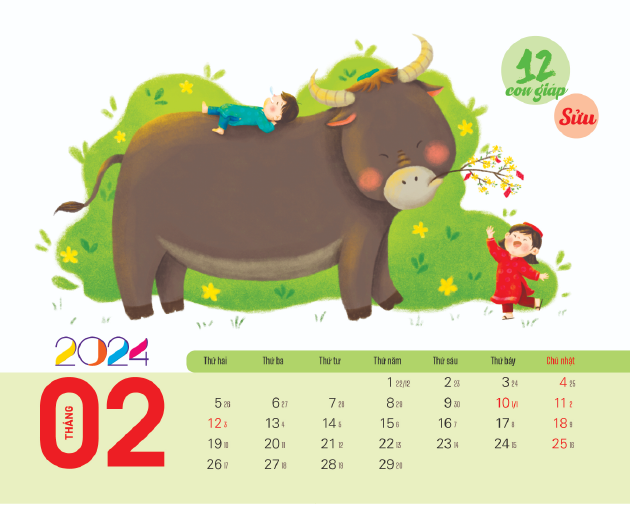 12
con giáp
Sửu
2024
THÁNG
02
Thứ hai Thứ ba Thứ tư Thứ năm Thứ sáu Thứ bảy Chủ nhật
1 22/12 2 23 3 24 4 25
5 26 6 27 7 28 8 29 9 30 10 1/1 11 2
12 3 13 4 14 5 15 6 16 7 17 8 18 9
19 10 20 11 21 12 22 13 23 14 24 15 25 16
26 17 27 18 28 19 29 20